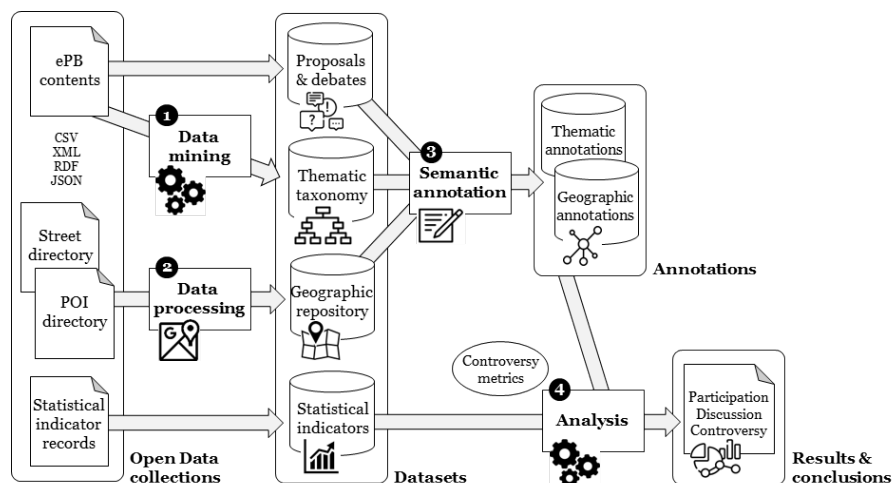 ePB
contents
CSV
XML
RDF
JSON
Street
directory
POI
directory
Statistical
indicator
records
Open Data
collections
1
Data
mining
2
Data
processing
G
Proposals
& debates
?
!
Thematic
taxonomy
Geographic
repository
Statistical
indicators
Datasets
3
Semantic
annotation
Thematic
annotations
Geographic
annotations
Annotations
Controversy
metrics
4
Analysis
Participation
Discussion
Controversy
Results &
conclusions